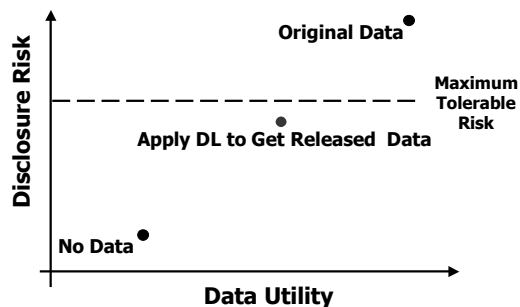 Original Data
Maximum
Tolerable
Risk
Apply DL to Get Released Data
No Data
Disclosure Risk
Data Utility